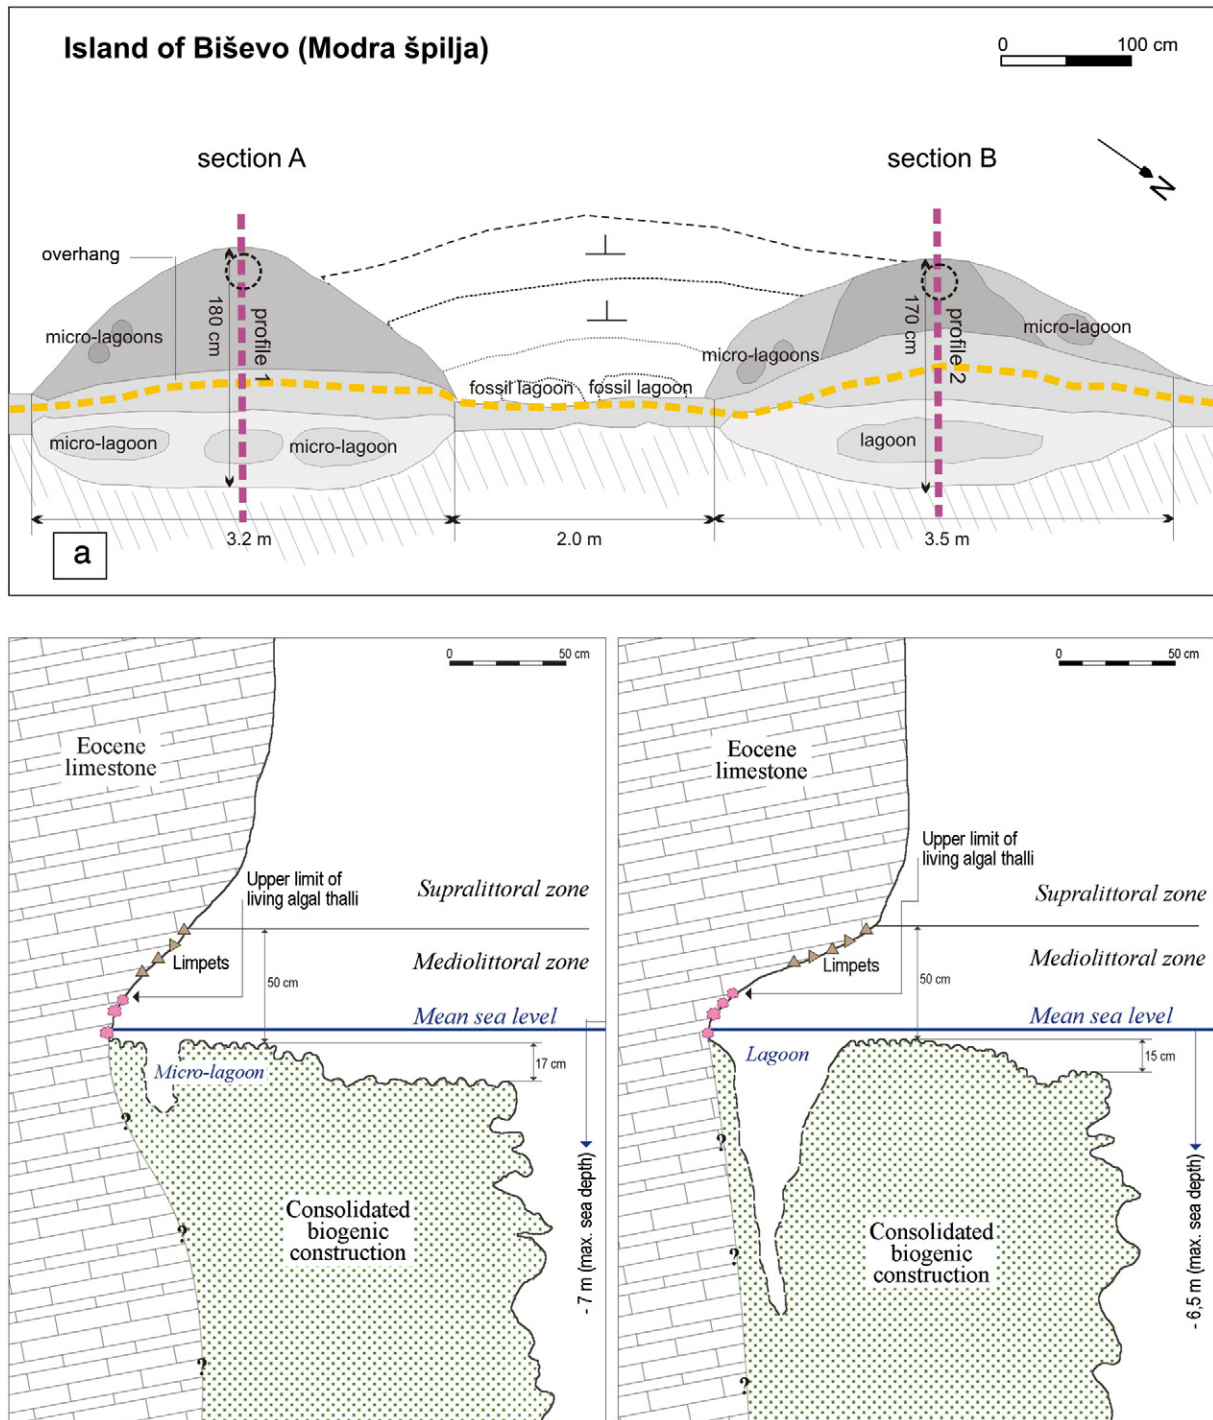 Island of Biševo (Modra špilja)
0 100 cm
section A
section B
N
overhang
180 cm
profile 1
170 cm
profile 2
micro-lagoons
micro-lagoons
micro-lagoon
fossil lagoon
fossil lagoon
micro-lagoon
micro-lagoon
lagoon
3.2 m
2.0 m
3.5 m
a
0 50 cm
Eocene
limestone
Upper limit of
living algal thalli
Supralittoral zone
Limpets
50 cm
Mediolittoral zone
Mean sea level
Micro-lagoon
17 cm
?
?
?
Consolidated
biogenic
construction
- 7 m (max. sea depth)
0 50 cm
Eocene
limestone
Upper limit of
living algal thalli
Supralittoral zone
Limpets
50 cm
Mediolittoral zone
Mean sea level
Lagoon
15 cm
?
?
?
Consolidated
biogenic
construction
- 6,5 m (max. sea depth)